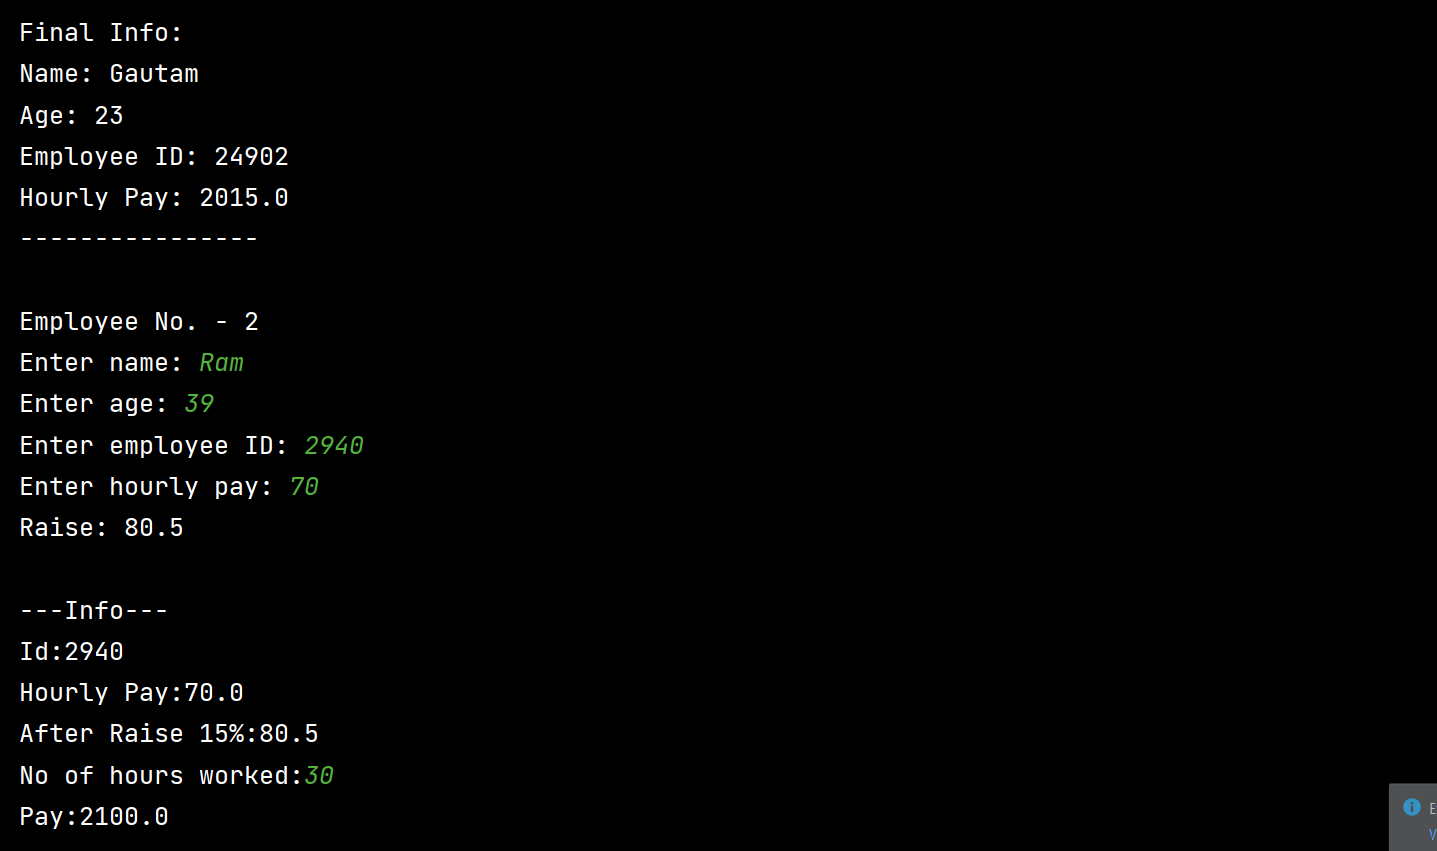 Final Info:
Name: Gautam
Age: 23
Employee ID: 24902
Hourly Pay: 2015.0
----------------
Employee No. - 2
Enter name: Ram
Enter age: 39
Enter employee ID: 2940
Enter hourly pay: 70
Raise: 80.5
---Info---
Id:2940
Hourly Pay:70.0
After Raise 15%:80.5
No of hours worked:30
Pay:2100.0